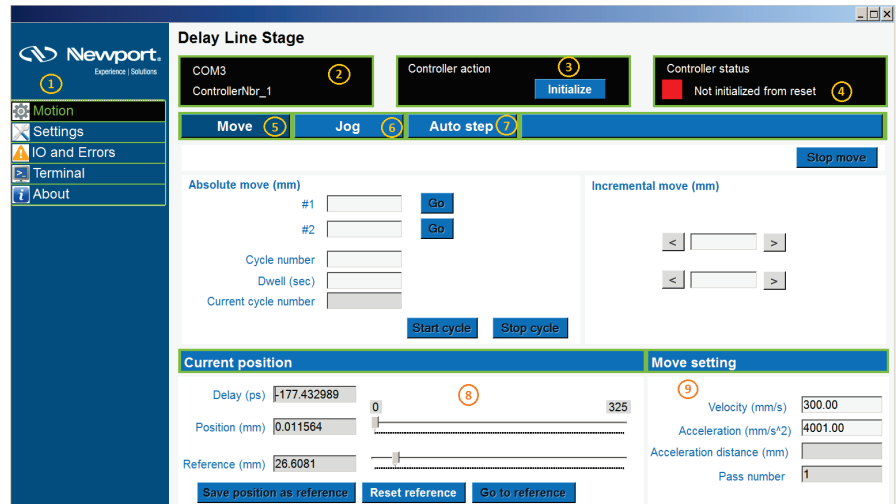 Newport.
Experience | Solutions
1
Motion
Settings
IO and Errors
Terminal
About
Delay Line Stage
COM3
ControllerNbr_1
2
Controller action
3
Initialize
Controller status
Not initialized from reset
4
Move 5
Jog 6
Auto step 7
Stop move
Absolute move (mm)
#1 Go
#2 Go
Cycle number
Dwell (sec)
Current cycle number
Start cycle Stop cycle
Incremental move (mm)
< >
< >
Current position
Delay (ps) -177.432989
8
0 325
Position (mm) 0.011564
Reference (mm) 26.6081
Save position as reference Reset reference Go to reference
Move setting
9
Velocity (mm/s) 300.00
Acceleration (mm/s^2) 4001.00
Acceleration distance (mm)
Pass number 1